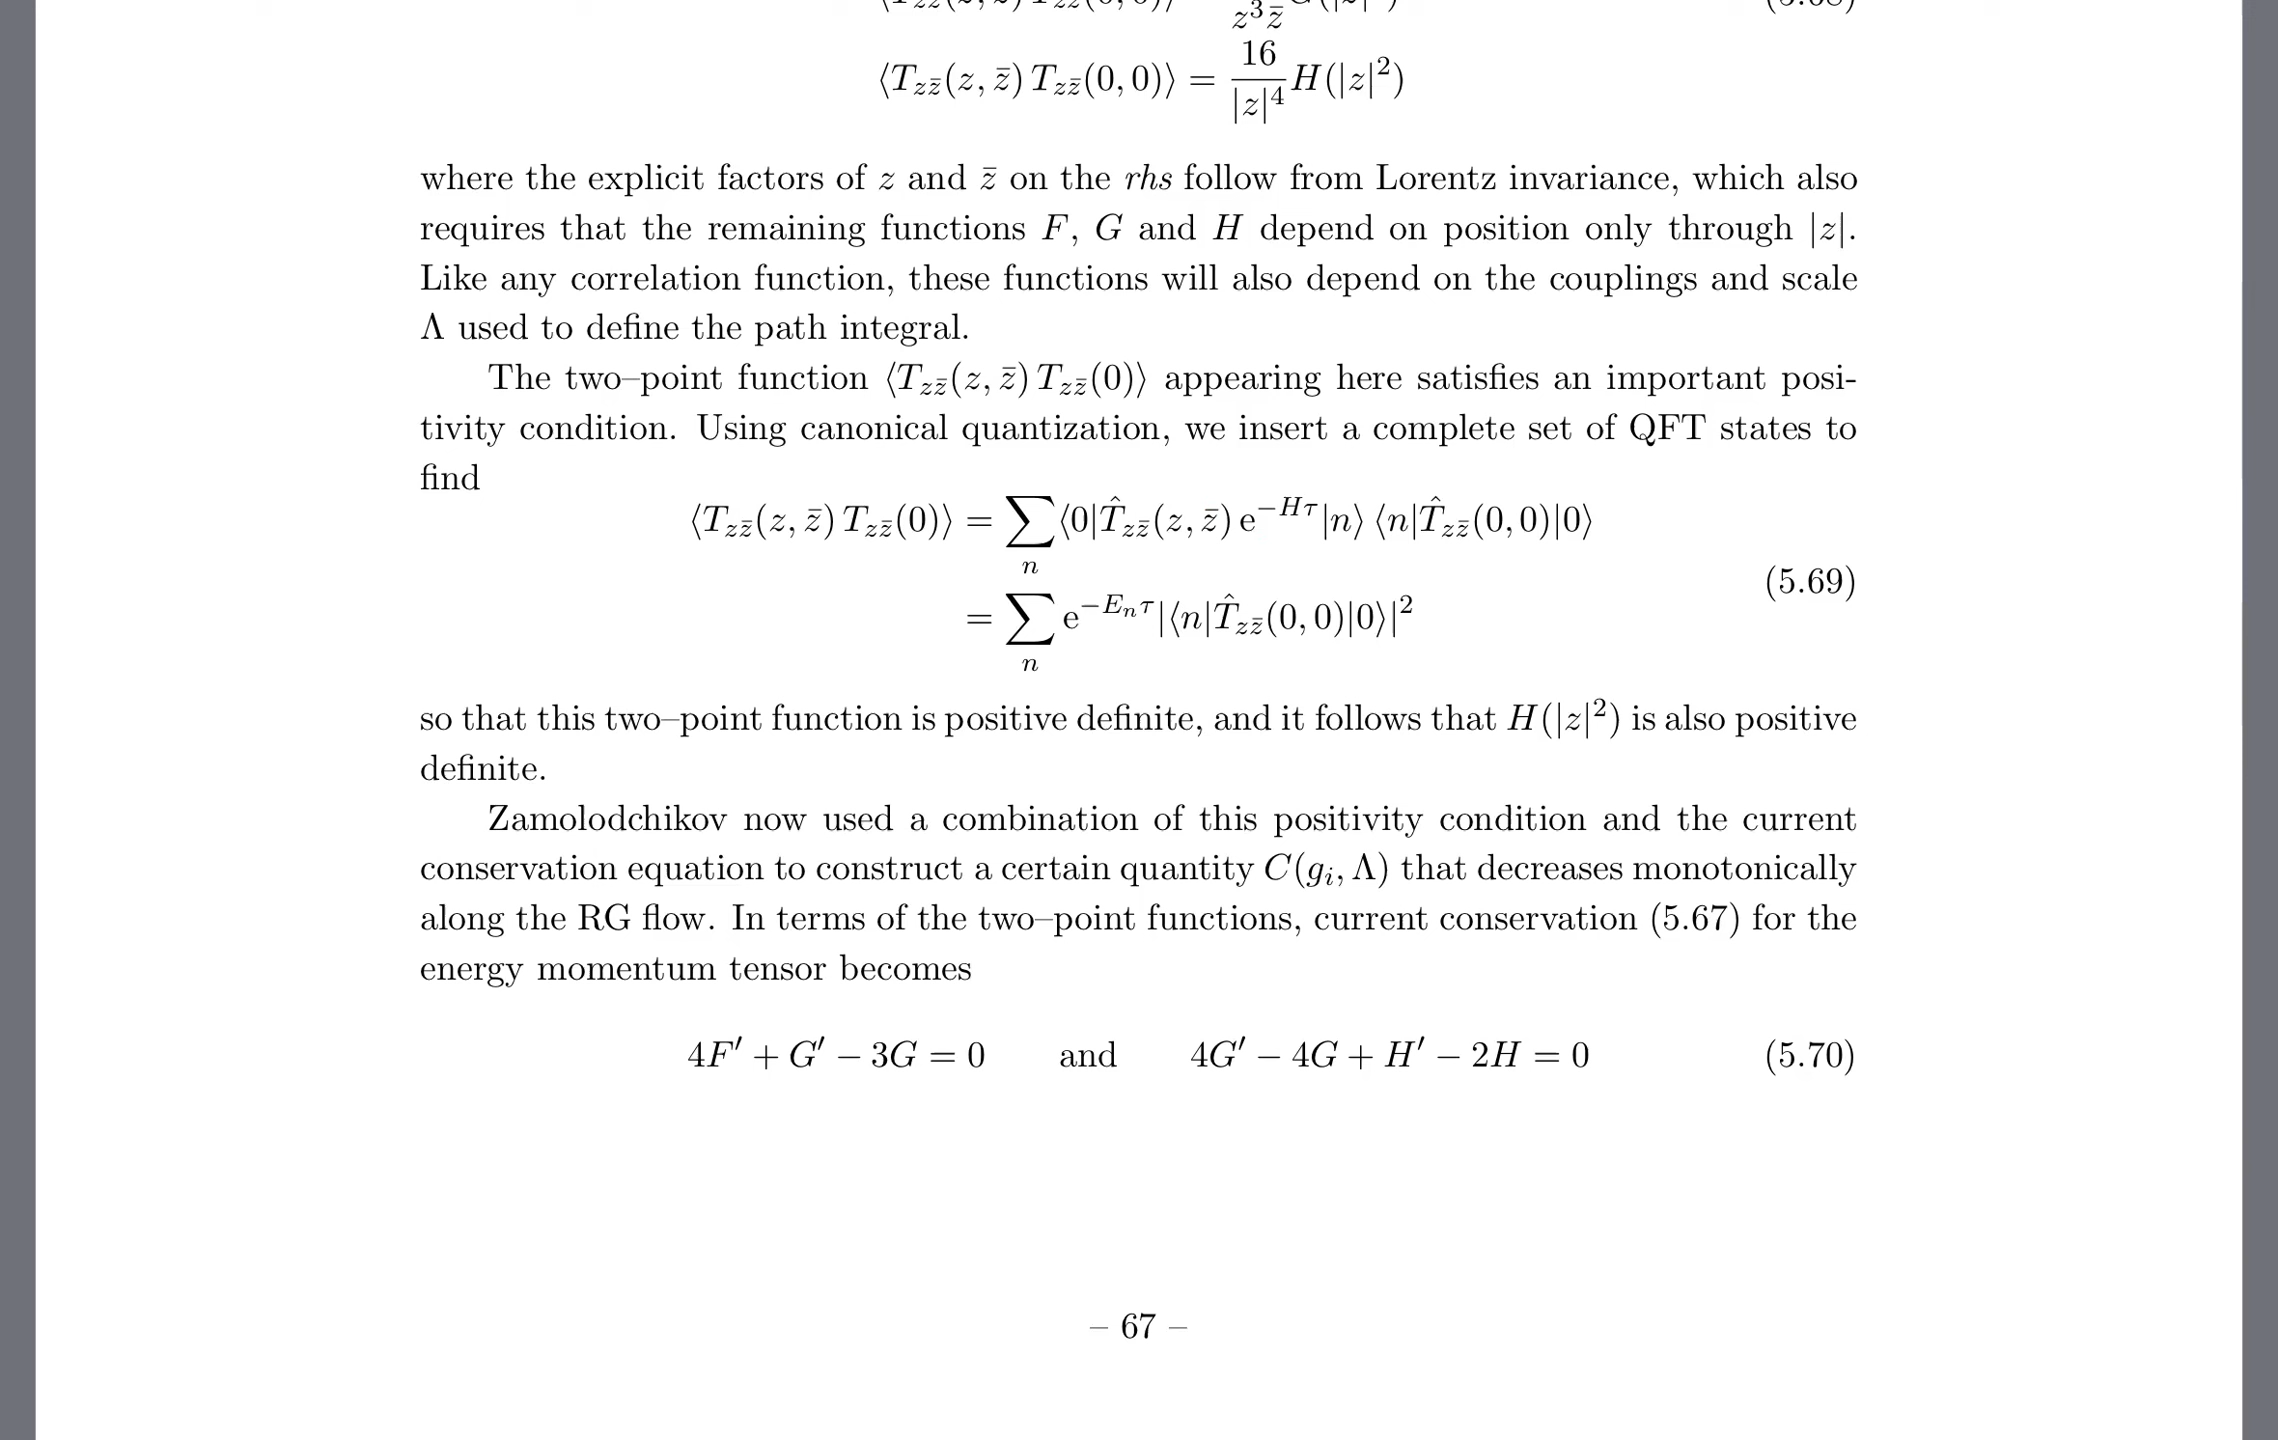 z³z̄
⟨T_{zz̄}(z, z̄) T_{zz̄}(0, 0)⟩ = 16/|z|⁴ H(|z|²)
where the explicit factors of z and z̄ on the rhs follow from Lorentz invariance, which also
requires that the remaining functions F, G and H depend on position only through |z|.
Like any correlation function, these functions will also depend on the couplings and scale
Λ used to define the path integral.
The two–point function ⟨T_{zz̄}(z, z̄) T_{zz̄}(0)⟩ appearing here satisfies an important posi-
tivity condition. Using canonical quantization, we insert a complete set of QFT states to
find
⟨T_{zz̄}(z, z̄) T_{zz̄}(0)⟩ = ∑_n ⟨0|T̂_{zz̄}(z, z̄) e^{−Hτ}|n⟩ ⟨n|T̂_{zz̄}(0, 0)|0⟩
(5.69)
= ∑_n e^{−E_nτ}|⟨n|T̂_{zz̄}(0, 0)|0⟩|²
so that this two–point function is positive definite, and it follows that H(|z|²) is also positive
definite.
Zamolodchikov now used a combination of this positivity condition and the current
conservation equation to construct a certain quantity C(g_i, Λ) that decreases monotonically
along the RG flow. In terms of the two–point functions, current conservation (5.67) for the
energy momentum tensor becomes
4F′ + G′ − 3G = 0 and 4G′ − 4G + H′ − 2H = 0 (5.70)
– 67 –